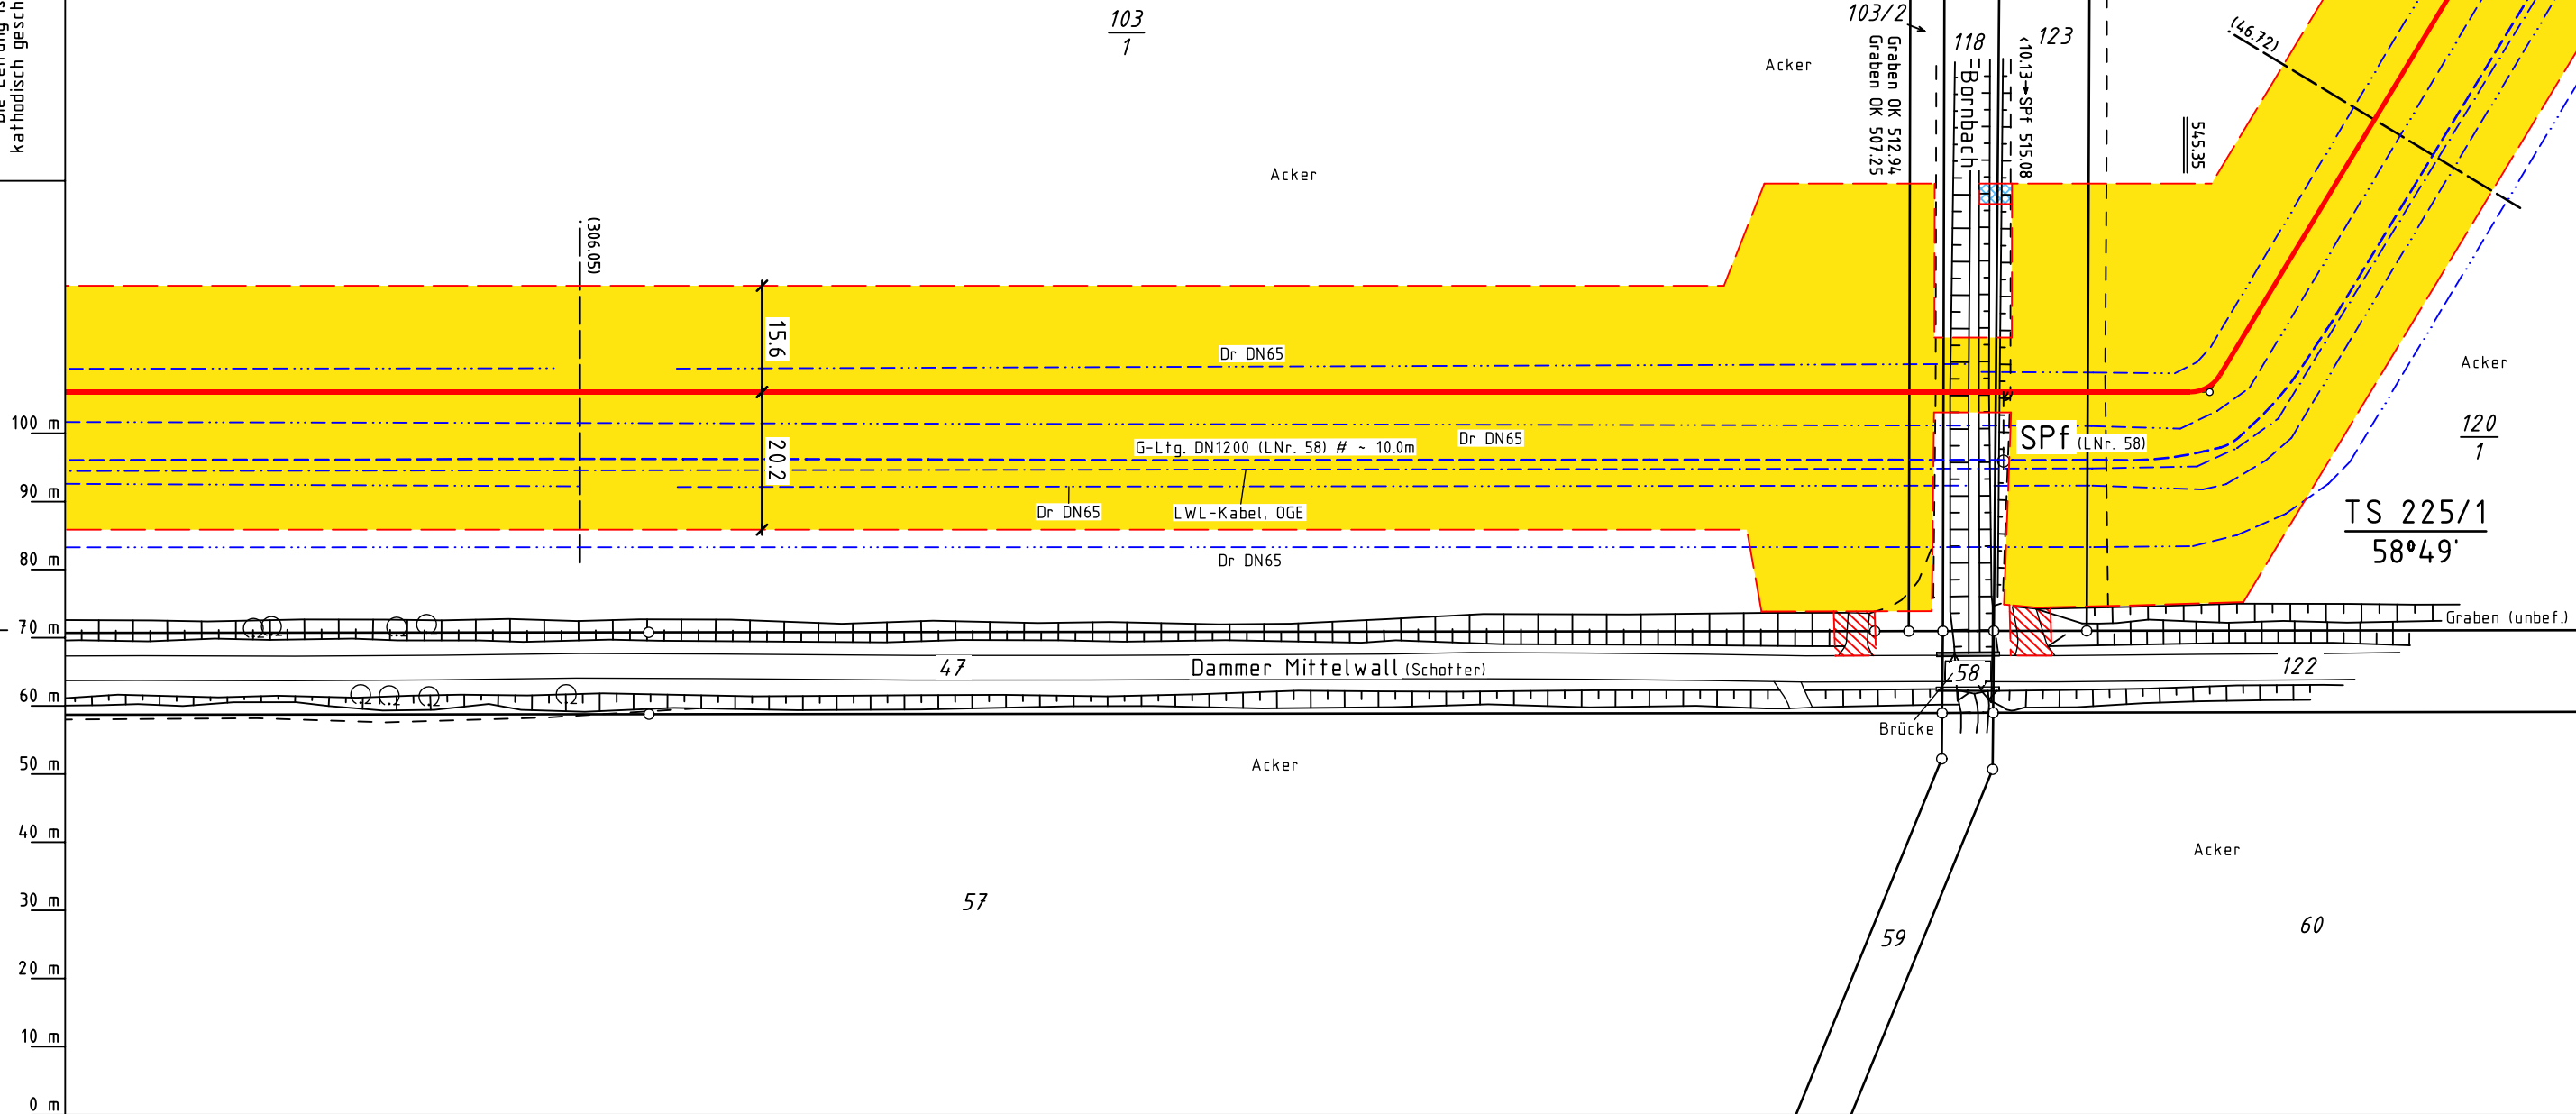 kathodisch gesch
103
1
103/2
118
123
Acker
Graben OK 512.94
Graben OK 507.25
Bornbach
<10.13 SPf 515.08
(46.72)
545.35
Acker
(306.05)
15.6
Dr DN65
Acker
100 m
20.2
G-Ltg. DN1200 (LNr. 58) # ~ 10.0m
Dr DN65
SPf (LNr. 58)
120
1
90 m
Dr DN65
LWL-Kabel, OGE
TS 225/1
58°49'
80 m
Dr DN65
70 m
Graben (unbef.)
47
Dammer Mittelwall (Schotter)
58
122
60 m
Brücke
50 m
Acker
40 m
Acker
30 m
57
60
59
20 m
10 m
0 m